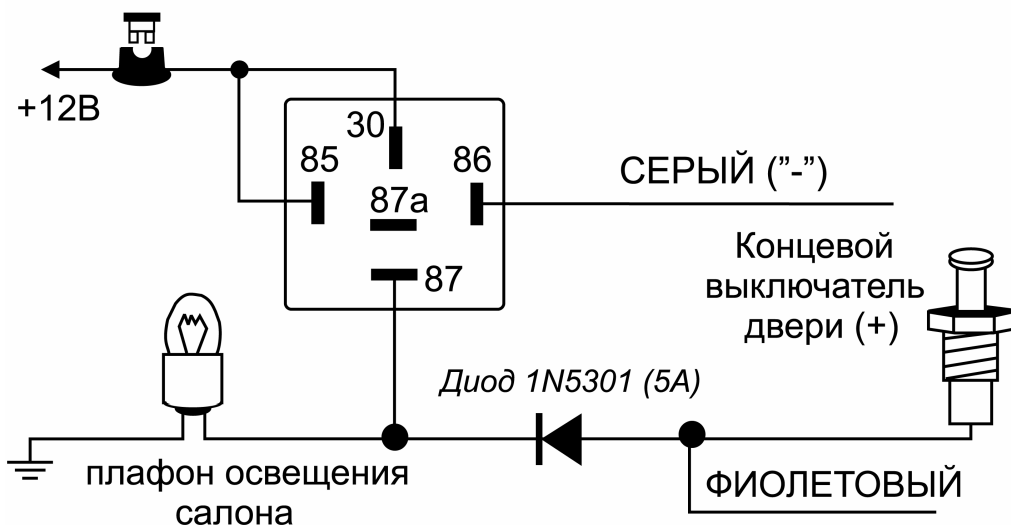 +12В
30
85
86
87а
87
СЕРЫЙ ("-")
Концевой
выключатель
двери (+)
Диод 1N5301 (5А)
плафон освещения
салона
ФИОЛЕТОВЫЙ